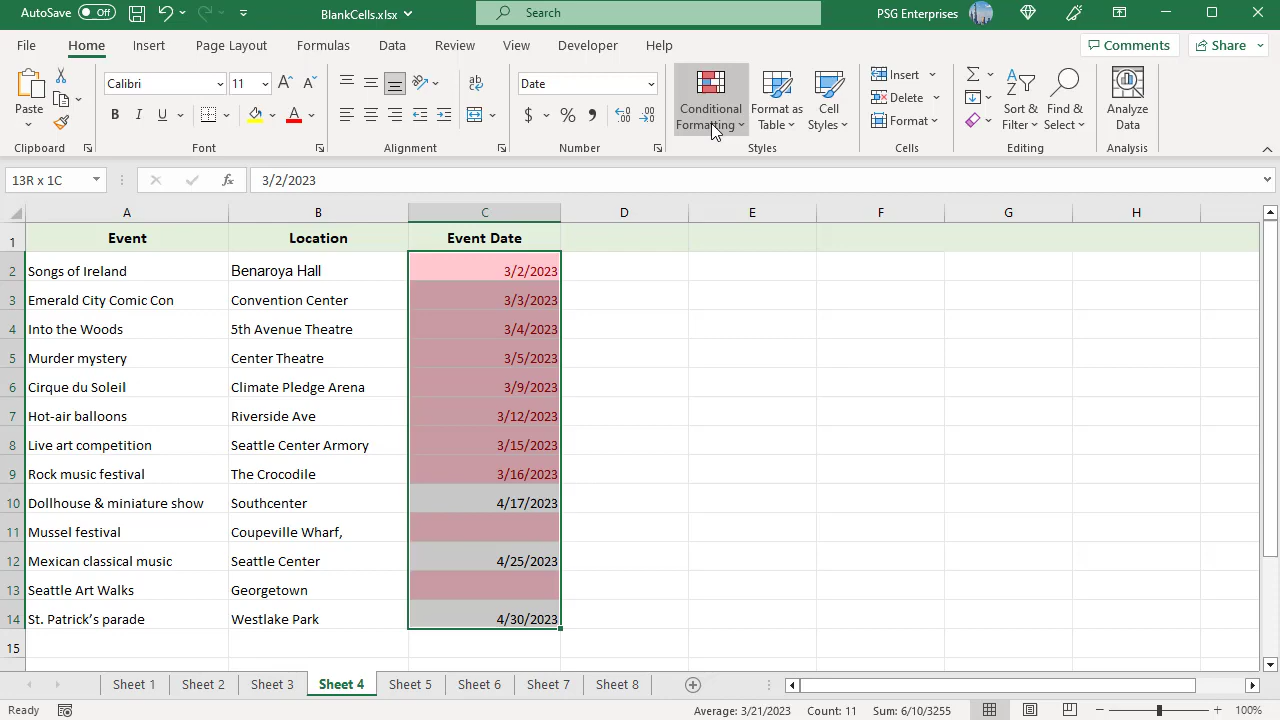 AutoSave Off BlankCells.xlsx Search PSG Enterprises
File Home Insert Page Layout Formulas Data Review View Developer Help Comments Share
Paste Calibri 11 B I U A Date $ % Conditional Formatting Format as Table Cell Styles Insert Delete Format Sort & Filter Find & Select Analyze Data
Clipboard Font Alignment Number Styles Cells Editing Analysis
13R x 1C fx 3/2/2023
A B C D E F G H
1 Event Location Event Date
2 Songs of Ireland Benaroya Hall 3/2/2023
3 Emerald City Comic Con Convention Center 3/3/2023
4 Into the Woods 5th Avenue Theatre 3/4/2023
5 Murder mystery Center Theatre 3/5/2023
6 Cirque du Soleil Climate Pledge Arena 3/9/2023
7 Hot-air balloons Riverside Ave 3/12/2023
8 Live art competition Seattle Center Armory 3/15/2023
9 Rock music festival The Crocodile 3/16/2023
10 Dollhouse & miniature show Southcenter 4/17/2023
11 Mussel festival Coupeville Wharf,
12 Mexican classical music Seattle Center 4/25/2023
13 Seattle Art Walks Georgetown
14 St. Patrick’s parade Westlake Park 4/30/2023
15
Sheet 1 Sheet 2 Sheet 3 Sheet 4 Sheet 5 Sheet 6 Sheet 7 Sheet 8
Ready Average: 3/21/2023 Count: 11 Sum: 6/10/3255 100%